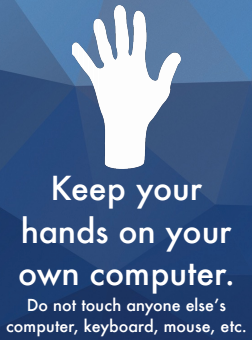 Keep your
hands on your
own computer.
Do not touch anyone else's
computer, keyboard, mouse, etc.